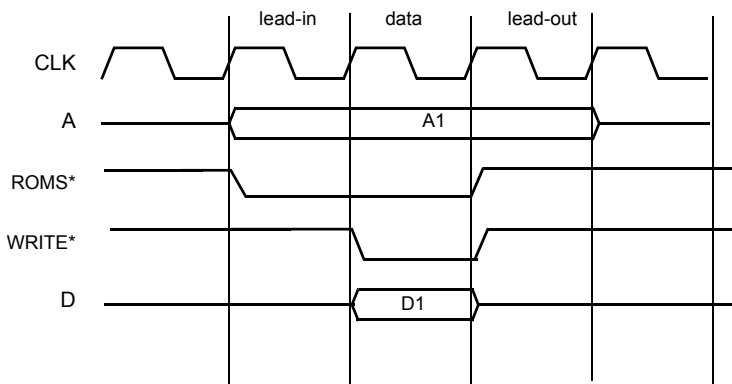 lead-in data lead-out
CLK
A A1
ROMS*
WRITE*
D D1